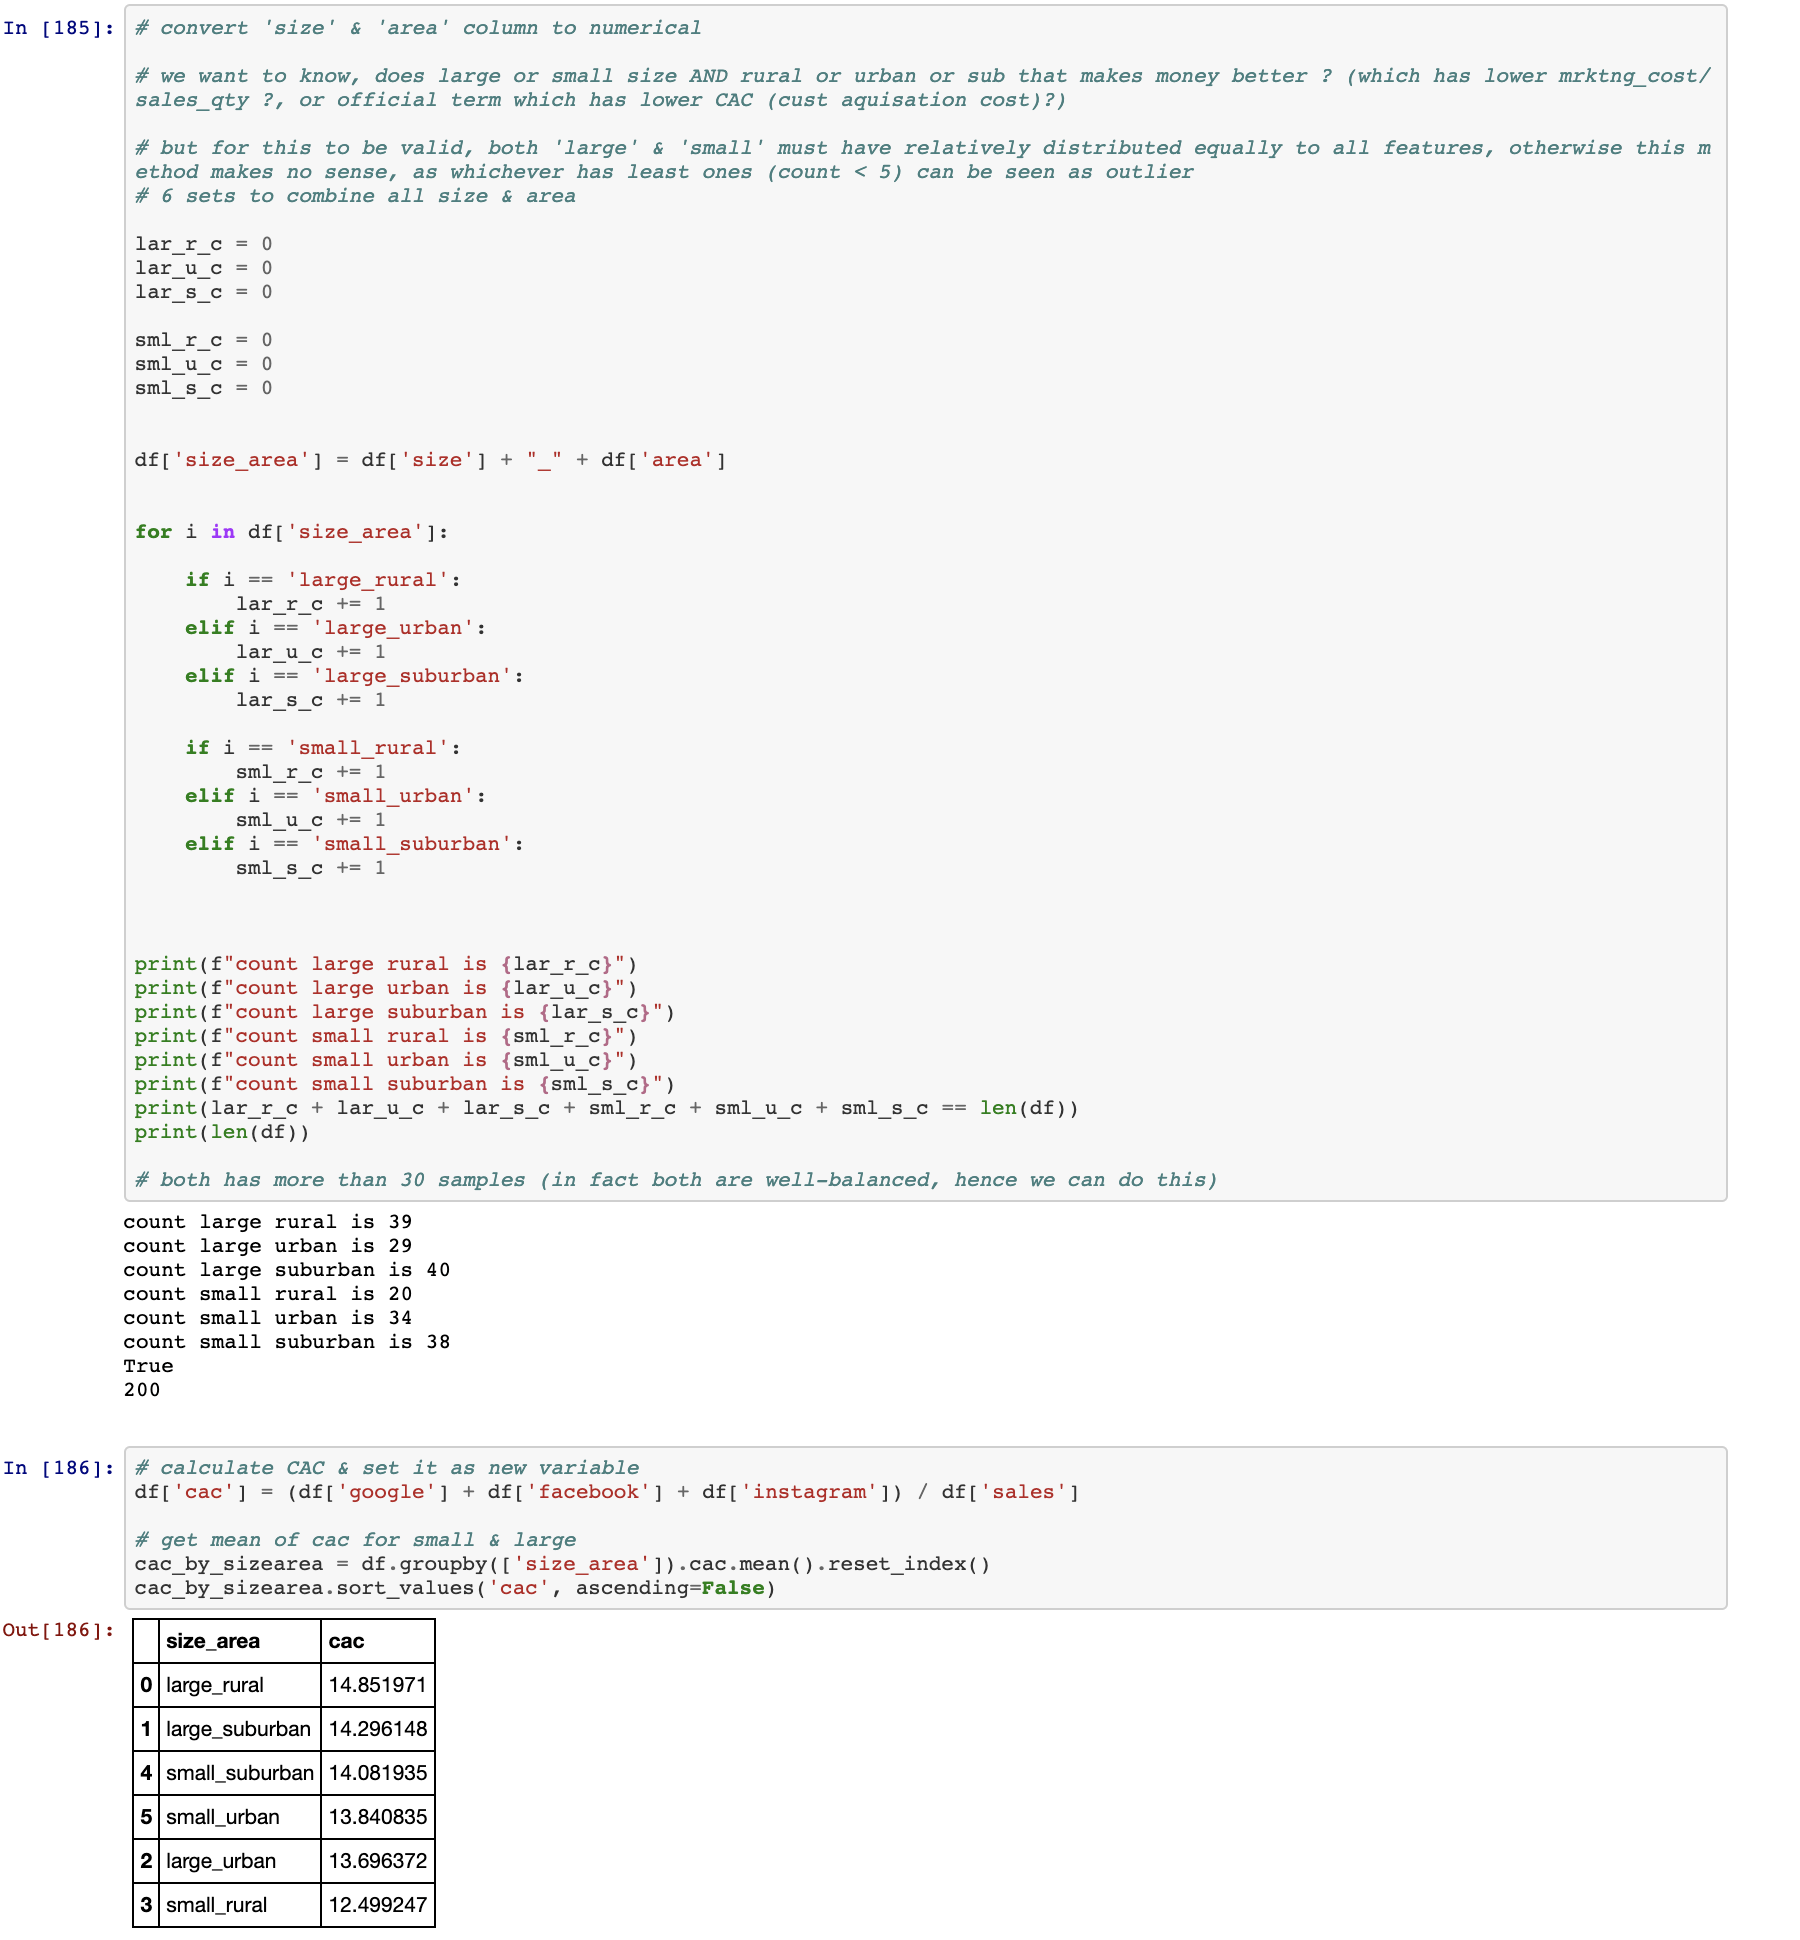 In [185]:
# convert 'size' & 'area' column to numerical
# we want to know, does large or small size AND rural or urban or sub that makes money better ? (which has lower mrktng_cost/
sales_qty ?, or official term which has lower CAC (cust aquisation cost)?)
# but for this to be valid, both 'large' & 'small' must have relatively distributed equally to all features, otherwise this m
ethod makes no sense, as whichever has least ones (count < 5) can be seen as outlier
# 6 sets to combine all size & area
lar_r_c = 0
lar_u_c = 0
lar_s_c = 0
sml_r_c = 0
sml_u_c = 0
sml_s_c = 0
df['size_area'] = df['size'] + "_" + df['area']
for i in df['size_area']:
if i == 'large_rural':
lar_r_c += 1
elif i == 'large_urban':
lar_u_c += 1
elif i == 'large_suburban':
lar_s_c += 1
if i == 'small_rural':
sml_r_c += 1
elif i == 'small_urban':
sml_u_c += 1
elif i == 'small_suburban':
sml_s_c += 1
print(f"count large rural is {lar_r_c}")
print(f"count large urban is {lar_u_c}")
print(f"count large suburban is {lar_s_c}")
print(f"count small rural is {sml_r_c}")
print(f"count small urban is {sml_u_c}")
print(f"count small suburban is {sml_s_c}")
print(lar_r_c + lar_u_c + lar_s_c + sml_r_c + sml_u_c + sml_s_c == len(df))
print(len(df))
# both has more than 30 samples (in fact both are well-balanced, hence we can do this)
count large rural is 39
count large urban is 29
count large suburban is 40
count small rural is 20
count small urban is 34
count small suburban is 38
True
200
In [186]:
# calculate CAC & set it as new variable
df['cac'] = (df['google'] + df['facebook'] + df['instagram']) / df['sales']
# get mean of cac for small & large
cac_by_sizearea = df.groupby(['size_area']).cac.mean().reset_index()
cac_by_sizearea.sort_values('cac', ascending=False)
Out[186]:
size_area cac
0 large_rural 14.851971
1 large_suburban 14.296148
4 small_suburban 14.081935
5 small_urban 13.840835
2 large_urban 13.696372
3 small_rural 12.499247